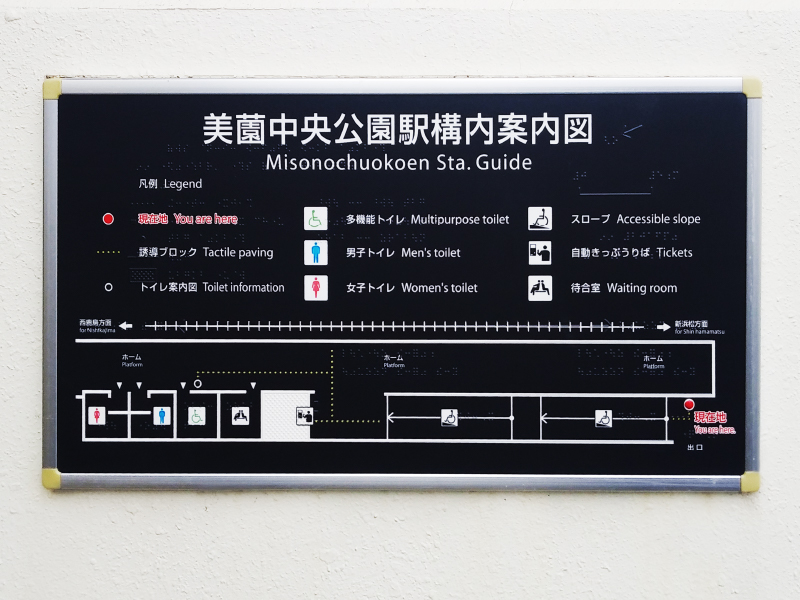 美薗中央公園駅構内案内図
Misonochuokoen Sta. Guide
凡例 Legend
現在地 You are here
多機能トイレ Multipurpose toilet
スロープ Accessible slope
誘導ブロック Tactile paving
男子トイレ Men's toilet
自動きっぷうりば Tickets
トイレ案内図 Toilet information
女子トイレ Women's toilet
待合室 Waiting room
西鹿島方面
for Nishikajima
新浜松方面
for Shin hamamatsu
ホーム
Platform
ホーム
Platform
ホーム
Platform
現在地
You are here.
出口